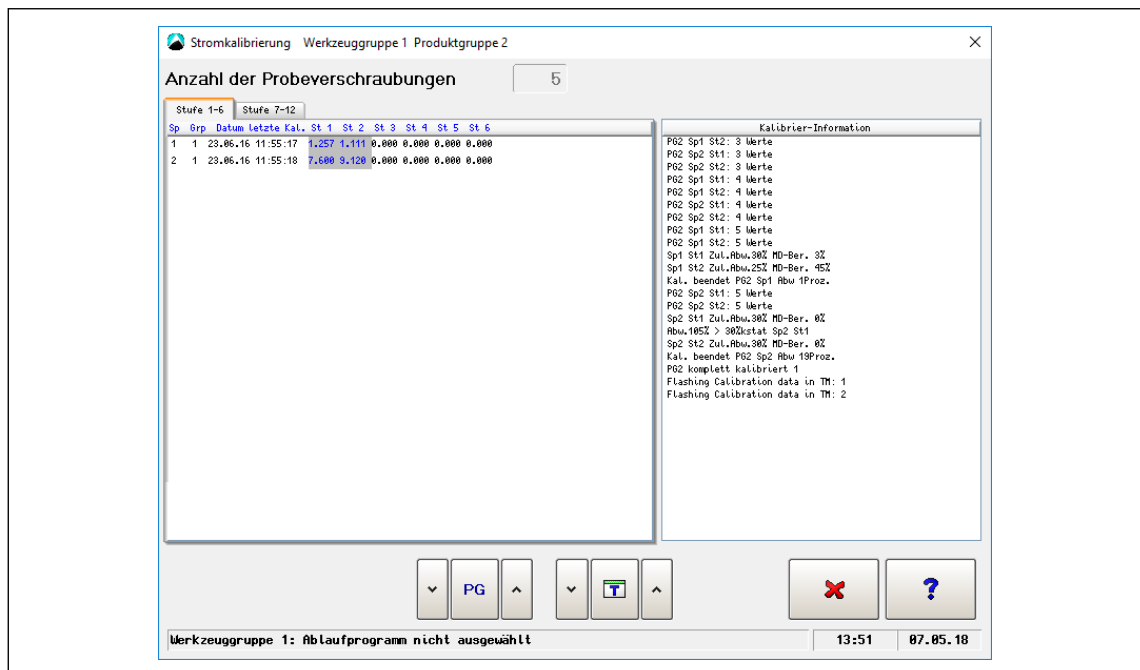 Stromkalibrierung Werkzeuggruppe 1 Produktgruppe 2
Anzahl der Probeverschraubungen 5
Stufe 1-6 Stufe 7-12
Sp Grp Datum letzte Kal. St 1 St 2 St 3 St 4 St 5 St 6
1 1 23.06.16 11:55:17 1.257 1.111 0.000 0.000 0.000 0.000
2 1 23.06.16 11:55:18 7.600 9.120 0.000 0.000 0.000 0.000
Kalibrier-Information
PG2 Sp1 St2: 3 Werte
PG2 Sp2 St1: 3 Werte
PG2 Sp2 St2: 3 Werte
PG2 Sp1 St1: 4 Werte
PG2 Sp1 St2: 4 Werte
PG2 Sp2 St1: 4 Werte
PG2 Sp2 St2: 4 Werte
PG2 Sp1 St1: 5 Werte
PG2 Sp1 St2: 5 Werte
Sp1 St1 Zul.Abw.30% MD-Ber. 3%
Sp1 St2 Zul.Abw.25% MD-Ber. 45%
Kal. beendet PG2 Sp1 Abw 1Proz.
PG2 Sp2 St1: 5 Werte
PG2 Sp2 St2: 5 Werte
Sp2 St1 Zul.Abw.30% MD-Ber. 0%
Abw.105% > 30%kstat Sp2 St1
Sp2 St2 Zul.Abw.30% MD-Ber. 0%
Kal. beendet PG2 Sp2 Abw 19Proz.
PG2 komplett kalibriert 1
Flashing Calibration data in TM: 1
Flashing Calibration data in TM: 2
PG T ?
Werkzeuggruppe 1: Ablaufprogramm nicht ausgewählt 13:51 07.05.18